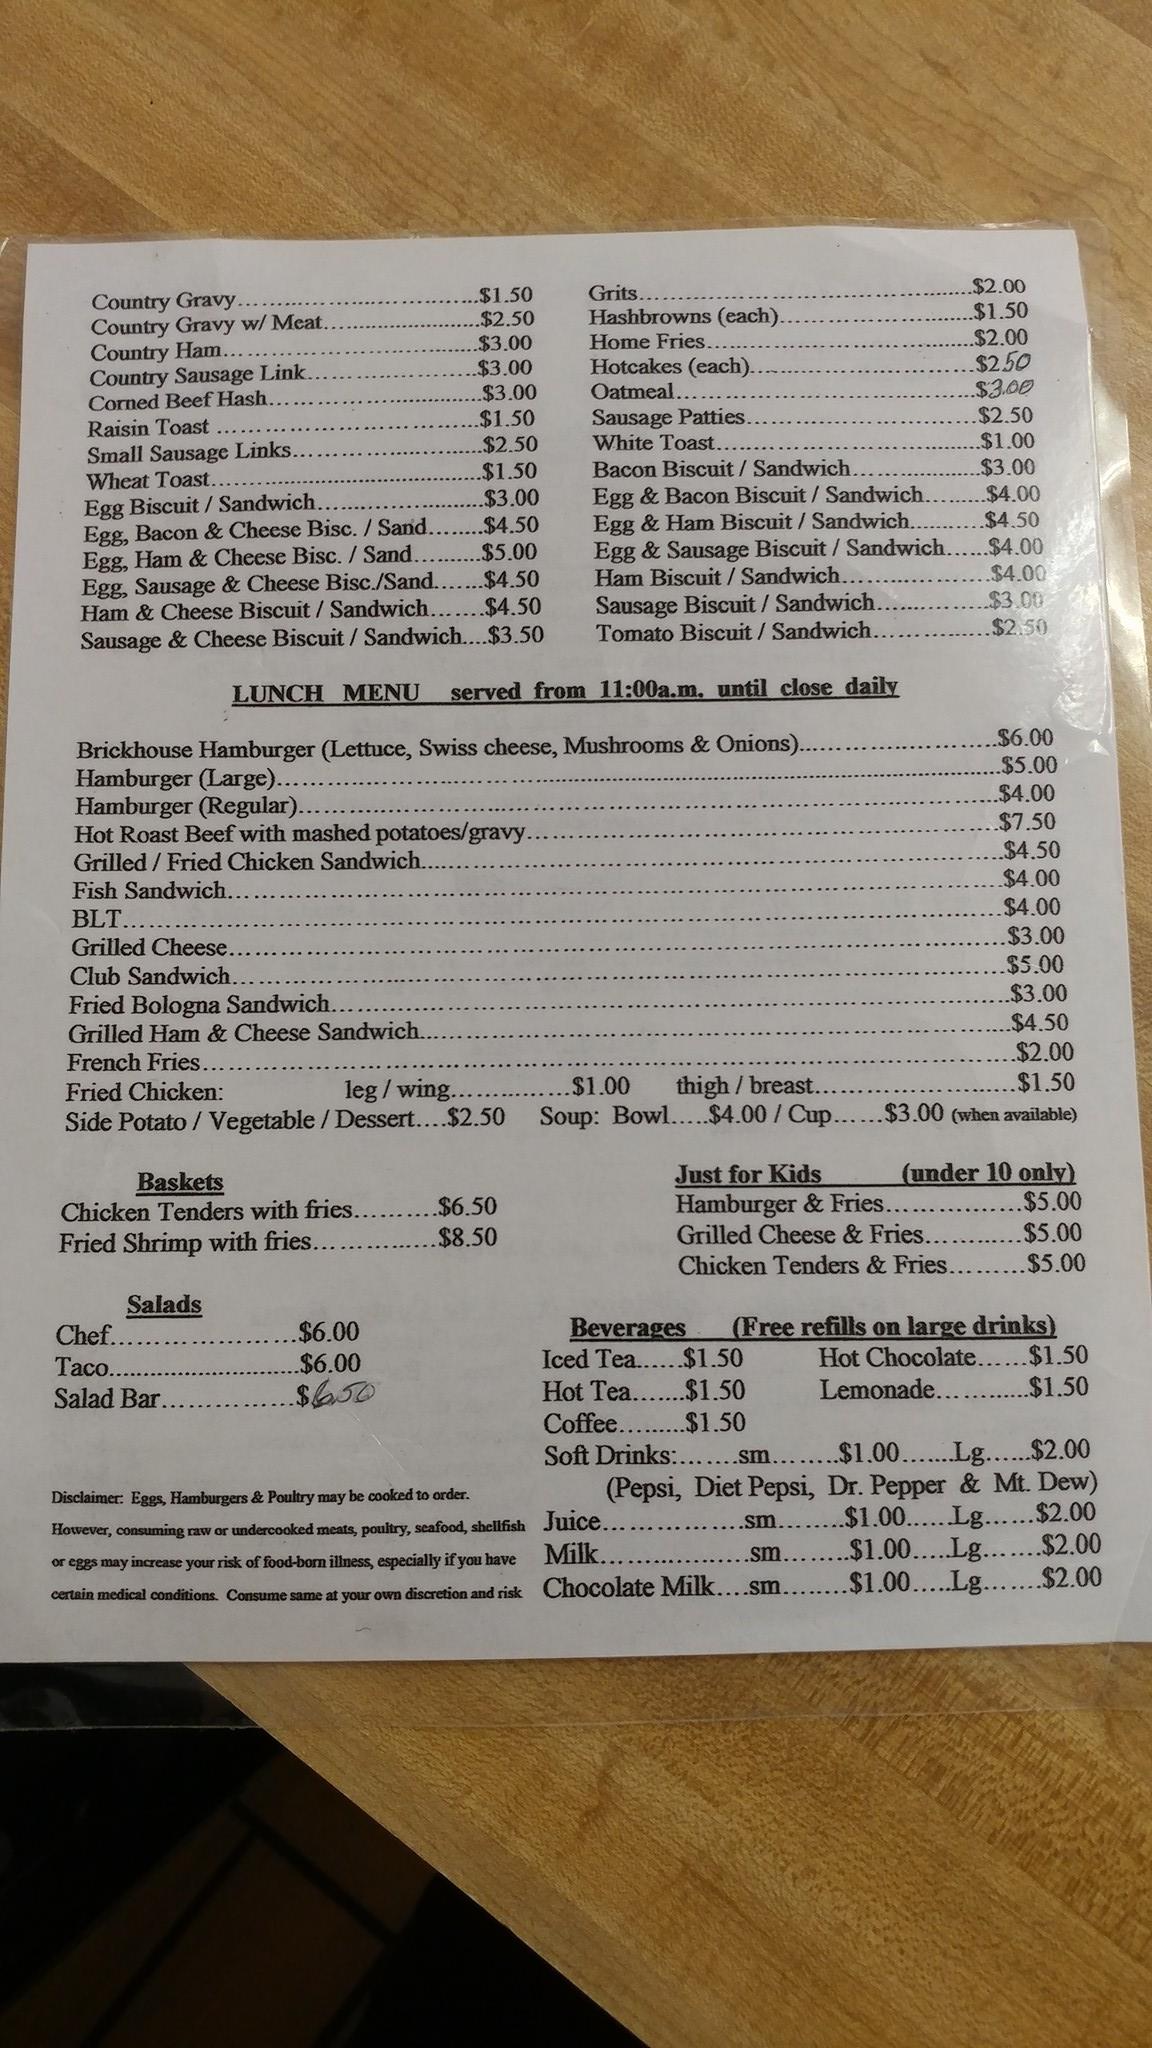 Country Gravy..............................$1.50
Country Gravy w/ Meat....................$2.50
Country Ham..............................$3.00
Country Sausage Link.....................$3.00
Corned Beef Hash.........................$3.00
Raisin Toast ..............................$1.50
Small Sausage Links.......................$2.50
Wheat Toast..............................$1.50
Egg Biscuit / Sandwich....................$3.00
Egg, Bacon & Cheese Bisc. / Sand.......$4.50
Egg, Ham & Cheese Bisc. / Sand.........$5.00
Egg, Sausage & Cheese Bisc./Sand......$4.50
Ham & Cheese Biscuit / Sandwich.......$4.50
Sausage & Cheese Biscuit / Sandwich....$3.50
Grits........................................$2.00
Hashbrowns (each).......................$1.50
Home Fries................................$2.00
Hotcakes (each)...........................$2.50
Oatmeal...................................$3.00
Sausage Patties............................$2.50
White Toast...............................$1.00
Bacon Biscuit / Sandwich................$3.00
Egg & Bacon Biscuit / Sandwich........$4.00
Egg & Ham Biscuit / Sandwich.........$4.50
Egg & Sausage Biscuit / Sandwich......$4.00
Ham Biscuit / Sandwich..................$4.00
Sausage Biscuit / Sandwich..............$3.00
Tomato Biscuit / Sandwich..............$2.50
LUNCH MENU served from 11:00a.m. until close daily
Brickhouse Hamburger (Lettuce, Swiss cheese, Mushrooms & Onions).......................$6.00
Hamburger (Large)..............................$5.00
Hamburger (Regular)..............................$4.00
Hot Roast Beef with mashed potatoes/gravy..............................$7.50
Grilled / Fried Chicken Sandwich..............................$4.50
Fish Sandwich..............................$4.00
BLT..............................$4.00
Grilled Cheese..............................$3.00
Club Sandwich..............................$5.00
Fried Bologna Sandwich..............................$3.00
Grilled Ham & Cheese Sandwich..............................$4.50
French Fries..............................$2.00
Fried Chicken: leg / wing...............$1.00 thigh / breast.......................$1.50
Side Potato / Vegetable / Dessert....$2.50 Soup: Bowl.....$4.00 / Cup......$3.00 (when available)
Baskets
Chicken Tenders with fries..........$6.50
Fried Shrimp with fries...............$8.50
Just for Kids (under 10 only)
Hamburger & Fries................$5.00
Grilled Cheese & Fries...........$5.00
Chicken Tenders & Fries.........$5.00
Salads
Chef......................$6.00
Taco......................$6.00
Salad Bar...............$6.50
Beverages (Free refills on large drinks)
Iced Tea......$1.50 Hot Chocolate......$1.50
Hot Tea.......$1.50 Lemonade............$1.50
Coffee.........$1.50
Soft Drinks:.......sm.........$1.00.......Lg......$2.00
(Pepsi, Diet Pepsi, Dr. Pepper & Mt. Dew)
Juice................sm.........$1.00......Lg......$2.00
Milk.................sm........$1.00.....Lg.......$2.00
Chocolate Milk....sm........$1.00.....Lg.......$2.00
Disclaimer: Eggs, Hamburgers & Poultry may be cooked to order.
However, consuming raw or undercooked meats, poultry, seafood, shellfish
or eggs may increase your risk of food-born illness, especially if you have
certain medical conditions. Consume same at your own discretion and risk